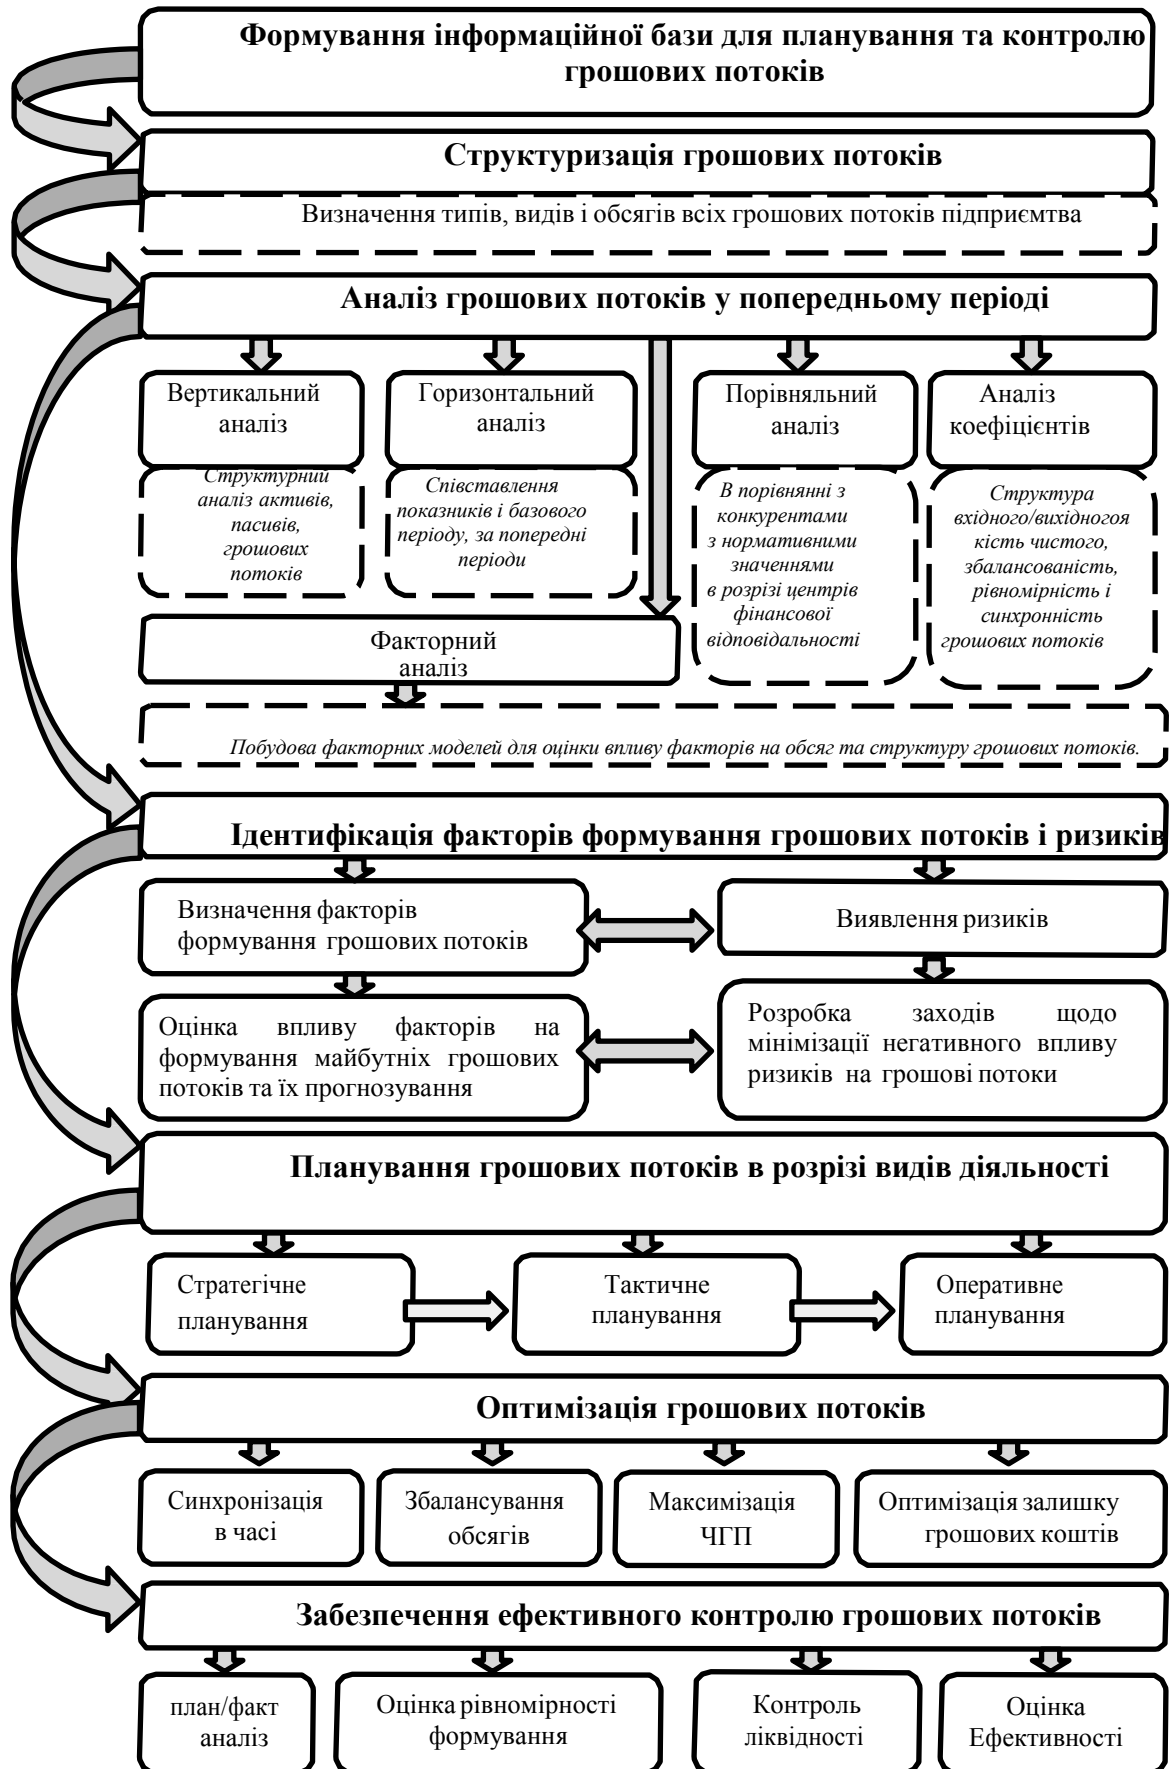 Формування інформаційної бази для планування та контролю
грошових потоків
Структуризація грошових потоків
Визначення типів, видів і обсягів всіх грошових потоків підприємтва
Аналіз грошових потоків у попередньому періоді
Вертикальний
аналіз
Горизонтальний
аналіз
Порівняльний
аналіз
Аналіз
коефіцієнтів
Структурний
аналіз активів,
пасивів,
грошових
потоків
Співставлення
показників і базового
періоду, за попередні
періоди
В порівнянні з
конкурентами
з нормативними
значеннями
в розрізі центрів
фінансової
відповідальності
Структура
вхідного/вихідногоя
кість чистого,
збалансованість,
рівномірність і
синхронність
грошових потоків
Факторний
аналіз
Побудова факторних моделей для оцінки впливу факторів на обсяг та структуру грошових потоків.
Ідентифікація факторів формування грошових потоків і ризиків
Визначення факторів
формування грошових потоків
Виявлення ризиків
Оцінка впливу факторів на
формування майбутніх грошових
потоків та їх прогнозування
Розробка заходів щодо
мінімізації негативного впливу
ризиків на грошові потоки
Планування грошових потоків в розрізі видів діяльності
Стратегічне
планування
Тактичне
планування
Оперативне
планування
Оптимізація грошових потоків
Синхронізація
в часі
Збалансування
обсягів
Максимізація
ЧГП
Оптимізація залишку
грошових коштів
Забезпечення ефективного контролю грошових потоків
план/факт
аналіз
Оцінка рівномірності
формування
Контроль
ліквідності
Оцінка
Ефективності